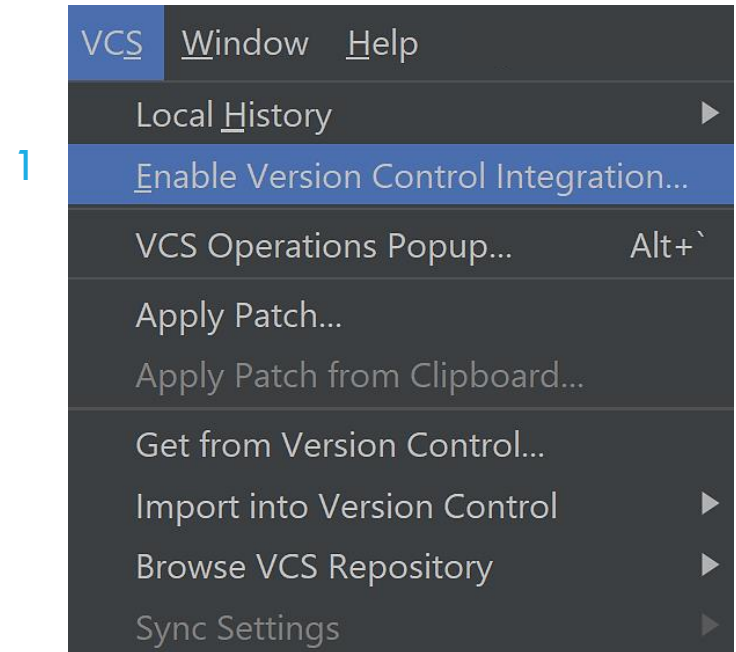 VCS Window Help
Local History
1 Enable Version Control Integration...
VCS Operations Popup... Alt+`
Apply Patch...
Apply Patch from Clipboard...
Get from Version Control...
Import into Version Control
Browse VCS Repository
Sync Settings